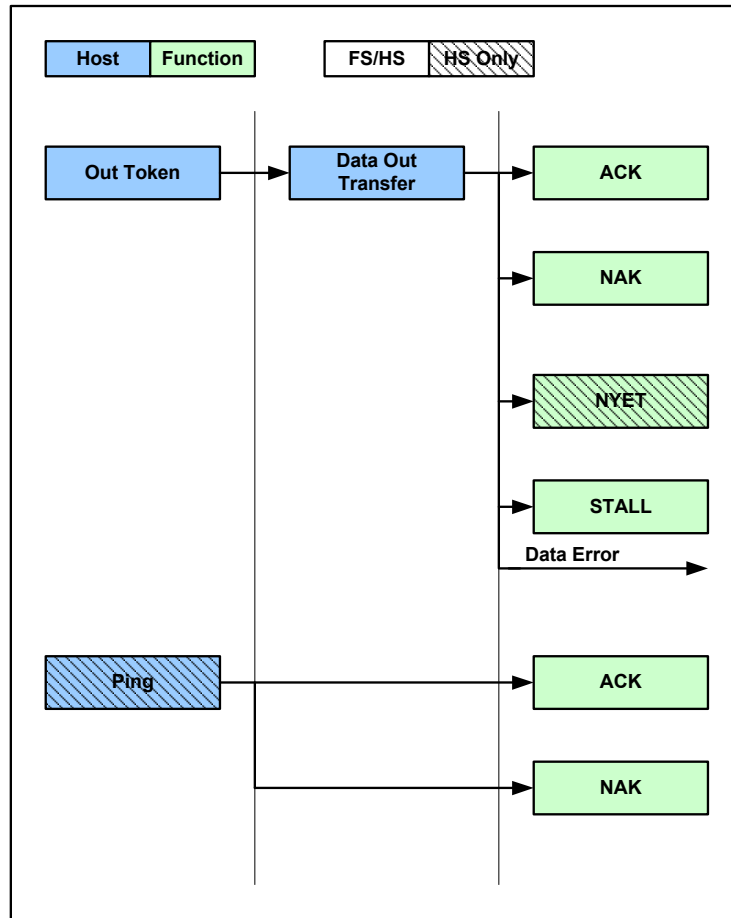 Host
Function
FS/HS
HS Only
Out Token
Data Out
Transfer
ACK
NAK
NYET
STALL
Data Error
Ping
ACK
NAK